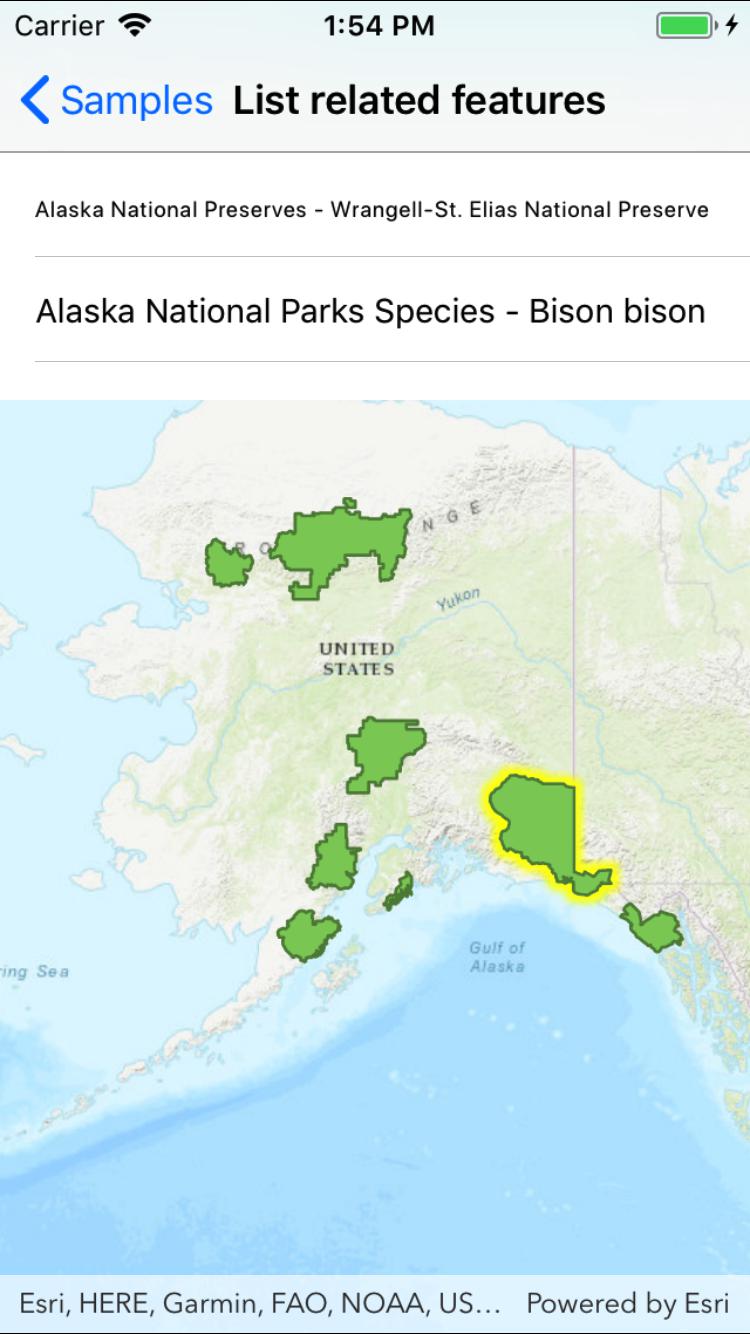 Carrier 1:54 PM
Samples List related features
Alaska National Preserves - Wrangell-St. Elias National Preserve
Alaska National Parks Species - Bison bison
N G E
R O
Yukon
UNITED
STATES
Gulf of
Alaska
ring Sea
Esri, HERE, Garmin, FAO, NOAA, US... Powered by Esri